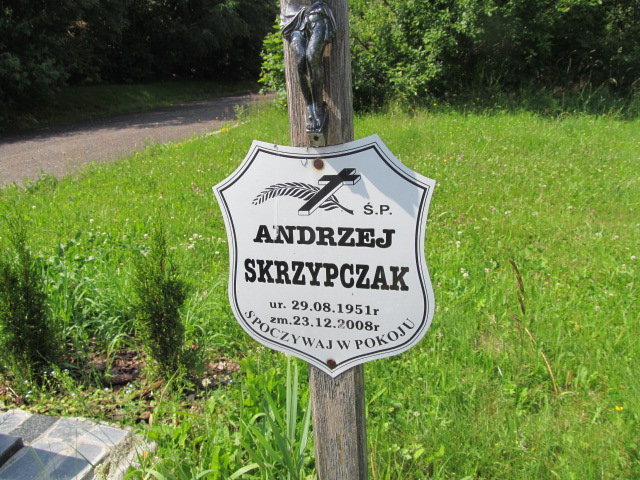 Ś.P.
ANDRZEJ
SKRZYPCZAK
ur. 29.08.1951r
zm.23.12.2008r
SPOCZYWAJ W POKOJU